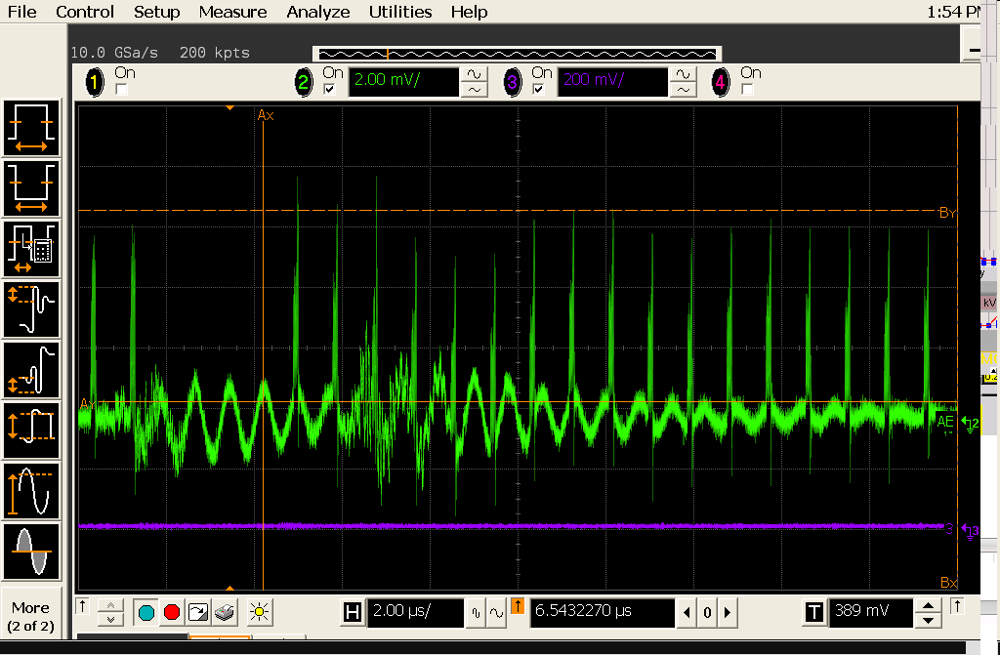 File Control Setup Measure Analyze Utilities Help 1:54 P
10.0 GSa/s 200 kpts
1 On 2 On 2.00 mV/ 3 On 200 mV/ 4 On
Ax
By
kV
Ay
AE 2
3 3
Bx
More
(2 of 2)
H 2.00 µs/ 6.5432270 µs 0 T 389 mV